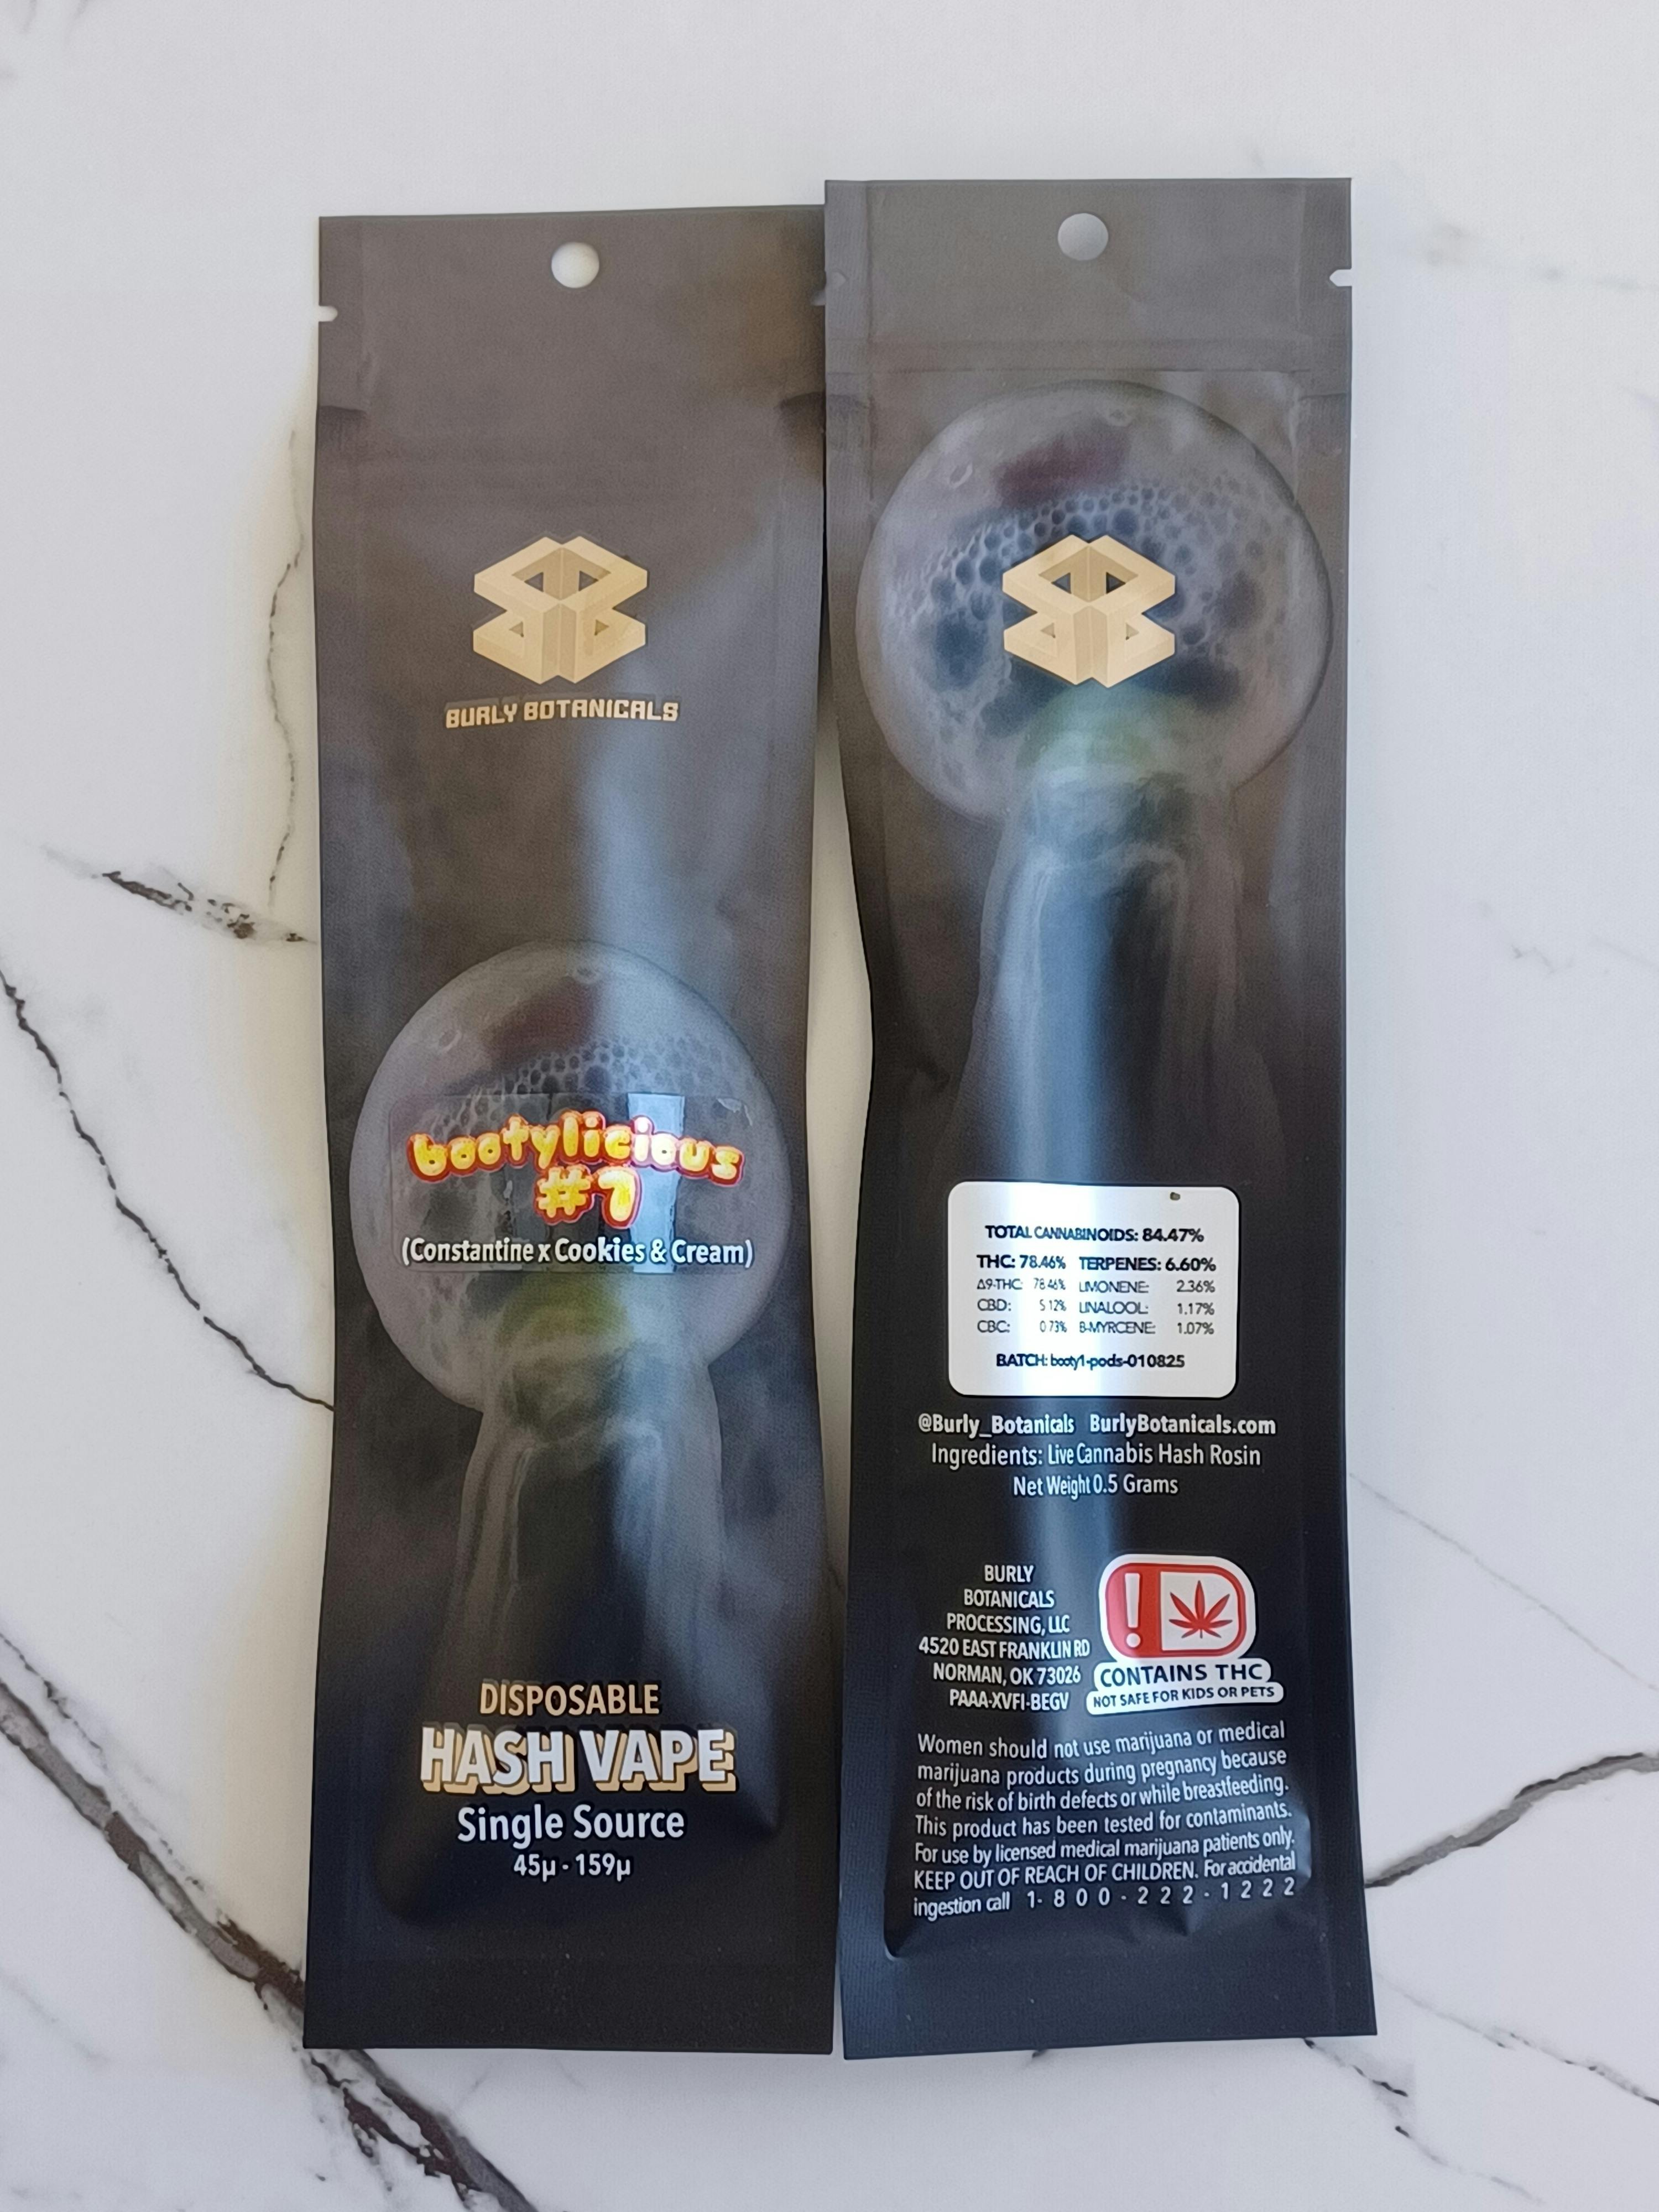 BURLY BOTANICALS
bootylicious
#7
(Constantine x Cookies & Cream)
DISPOSABLE
HASH VAPE
Single Source
45µ - 159µ
TOTAL CANNABINOIDS: 84.47%
THC: 78.46% TERPENES: 6.60%
Δ9-THC: 78.46% LIMONENE: 2.36%
CBD: 5.12% LINALOOL: 1.17%
CBC: 0.73% B-MYRCENE: 1.07%
BATCH: booty1-pods-010825
@Burly_Botanicals BurlyBotanicals.com
Ingredients: Live Cannabis Hash Rosin
Net Weight 0.5 Grams
BURLY
BOTANICALS
PROCESSING, LLC
4520 EAST FRANKLIN RD
NORMAN, OK 73026
PAAA-XVFI-BEGV
!
CONTAINS THC
NOT SAFE FOR KIDS OR PETS
Women should not use marijuana or medical
marijuana products during pregnancy because
of the risk of birth defects or while breastfeeding.
This product has been tested for contaminants.
For use by licensed medical marijuana patients only.
KEEP OUT OF REACH OF CHILDREN. For accidental
ingestion call 1-800-222-1222